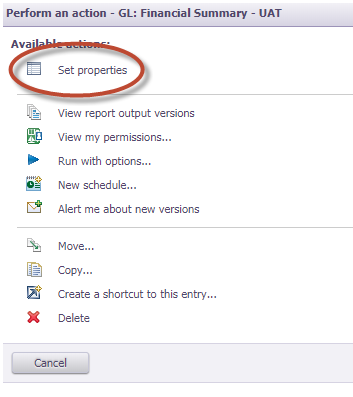 Perform an action - GL: Financial Summary - UAT
Available actions:
Set properties
View report output versions
View my permissions...
Run with options...
New schedule...
Alert me about new versions
Move...
Copy...
Create a shortcut to this entry...
Delete
Cancel